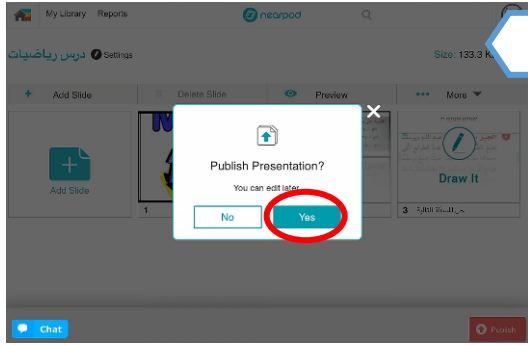 My Library Reports nearpod
درس رياضيات Settings Size: 133.3
+ Add Slide Delete Slide Preview More
Publish Presentation?
You can edit later
No Yes
Add Slide
Draw It
1 3
Chat Publish